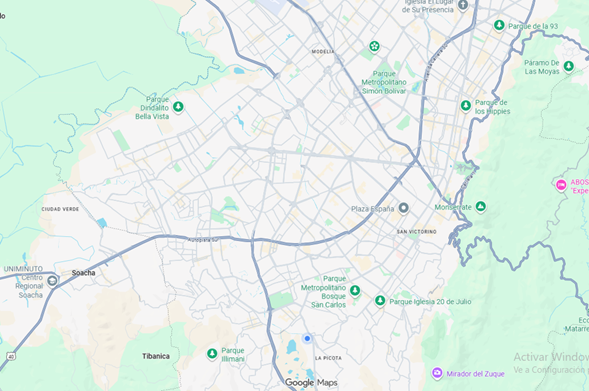 Iglesia El Lugar
de Su Presencia
Parque de la 93
MODELIA
Páramo De
Las Moyas
Parque
Metropolitano
Simón Bolívar
Parque
Dindalito
Bella Vista
Parque de
los Hippies
ABOS
Expe
Plaza España
Monserrate
CIUDAD VERDE
SAN VICTORINO
UNIMINUTO
Centro
Regional
Soacha
Soacha
Parque
Metropolitano
Bosque
San Carlos
Parque Iglesia 20 de Julio
Eco
Matarre
40
Tibanica
Parque
Illimani
LA PICOTA
Activar Window
Ve a Configuración
Mirador del Zuque
Google Maps